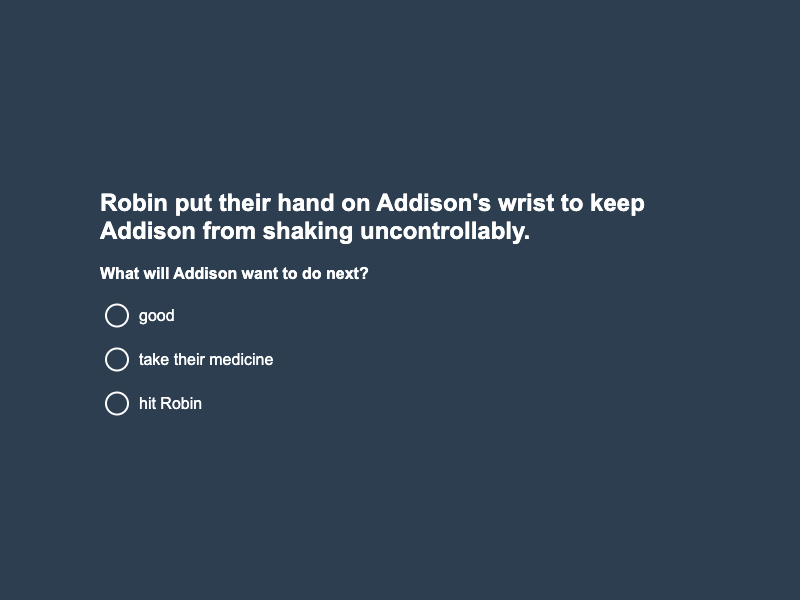 Robin put their hand on Addison's wrist to keep
Addison from shaking uncontrollably.
What will Addison want to do next?
good
take their medicine
hit Robin